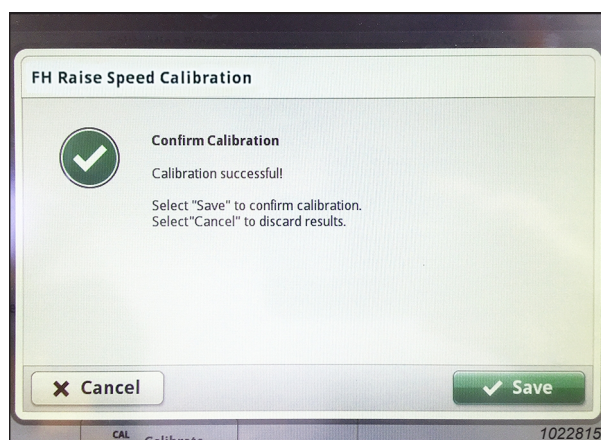 FH Raise Speed Calibration
Confirm Calibration
Calibration successful!
Select "Save" to confirm calibration.
Select"Cancel" to discard results.
Cancel
Save
CAL
Calibrate
1022815